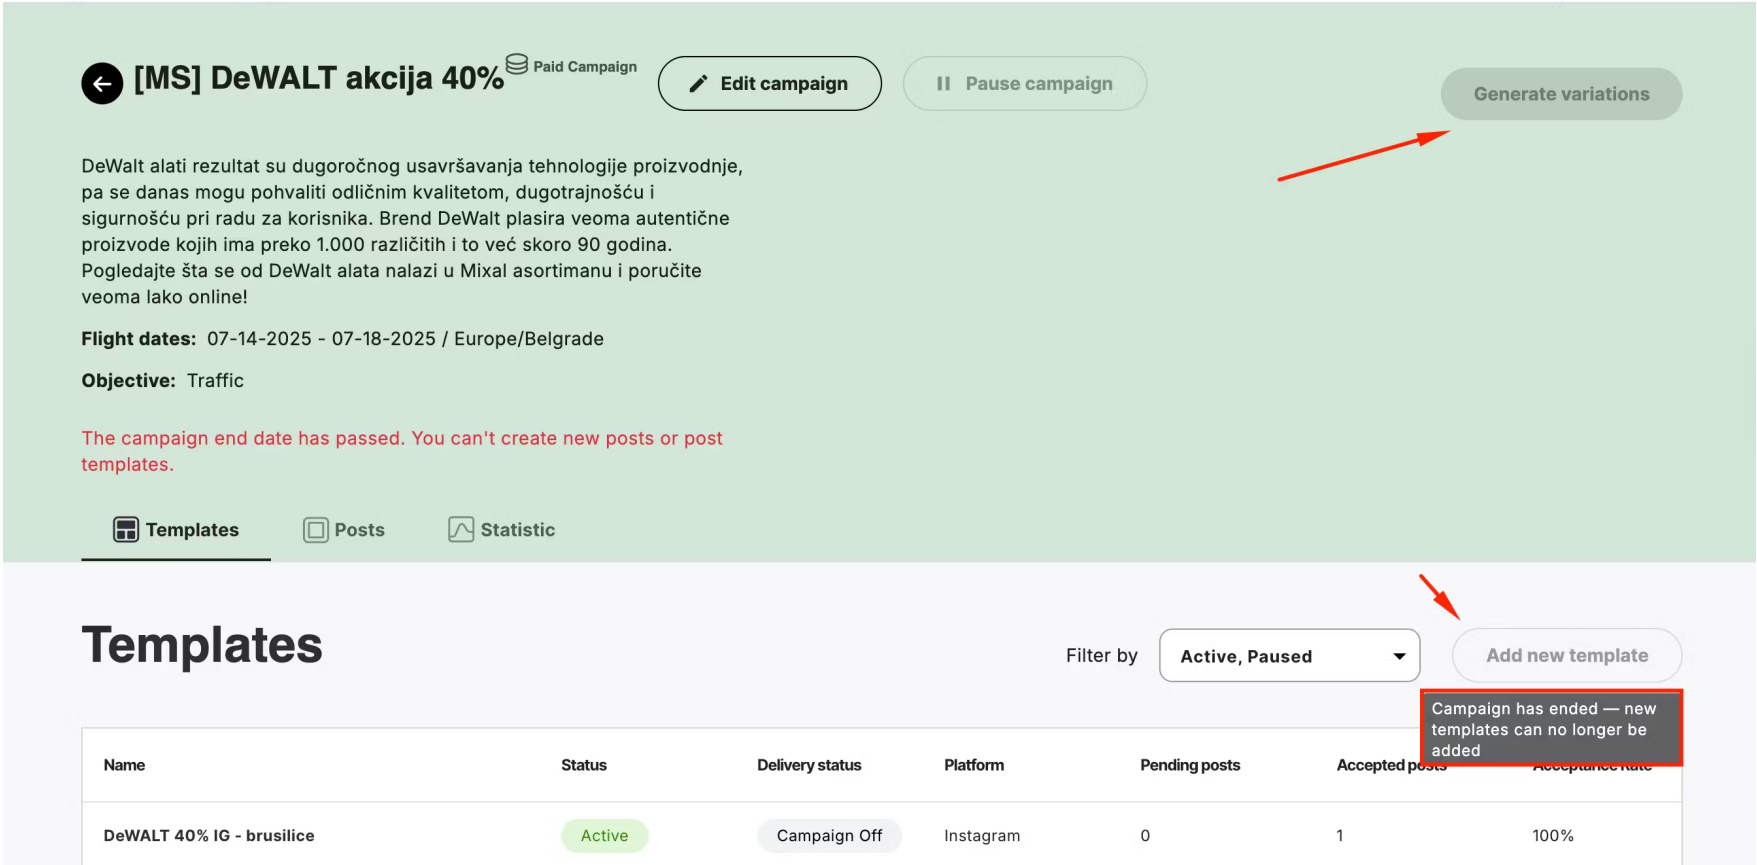 [MS] DeWALT akcija 40%
Paid Campaign
Edit campaign
Pause campaign
Generate variations
DeWalt alati rezultat su dugoročnog usavršavanja tehnologije proizvodnje,
pa se danas mogu pohvaliti odličnim kvalitetom, dugotrajnošću i
sigurnošću pri radu za korisnika. Brend DeWalt plasira veoma autentične
proizvode kojih ima preko 1.000 različitih i to već skoro 90 godina.
Pogledajte šta se od DeWalt alata nalazi u Mixal asortimanu i poručite
veoma lako online!
Flight dates: 07-14-2025 - 07-18-2025 / Europe/Belgrade
Objective: Traffic
The campaign end date has passed. You can't create new posts or post
templates.
Templates
Posts
Statistic
Templates
Filter by
Active, Paused
Add new template
Campaign has ended — new
templates can no longer be
added
Name
Status
Delivery status
Platform
Pending posts
Accepted posts
Acceptance Rate
DeWALT 40% IG - brusilice
Active
Campaign Off
Instagram
0
1
100%